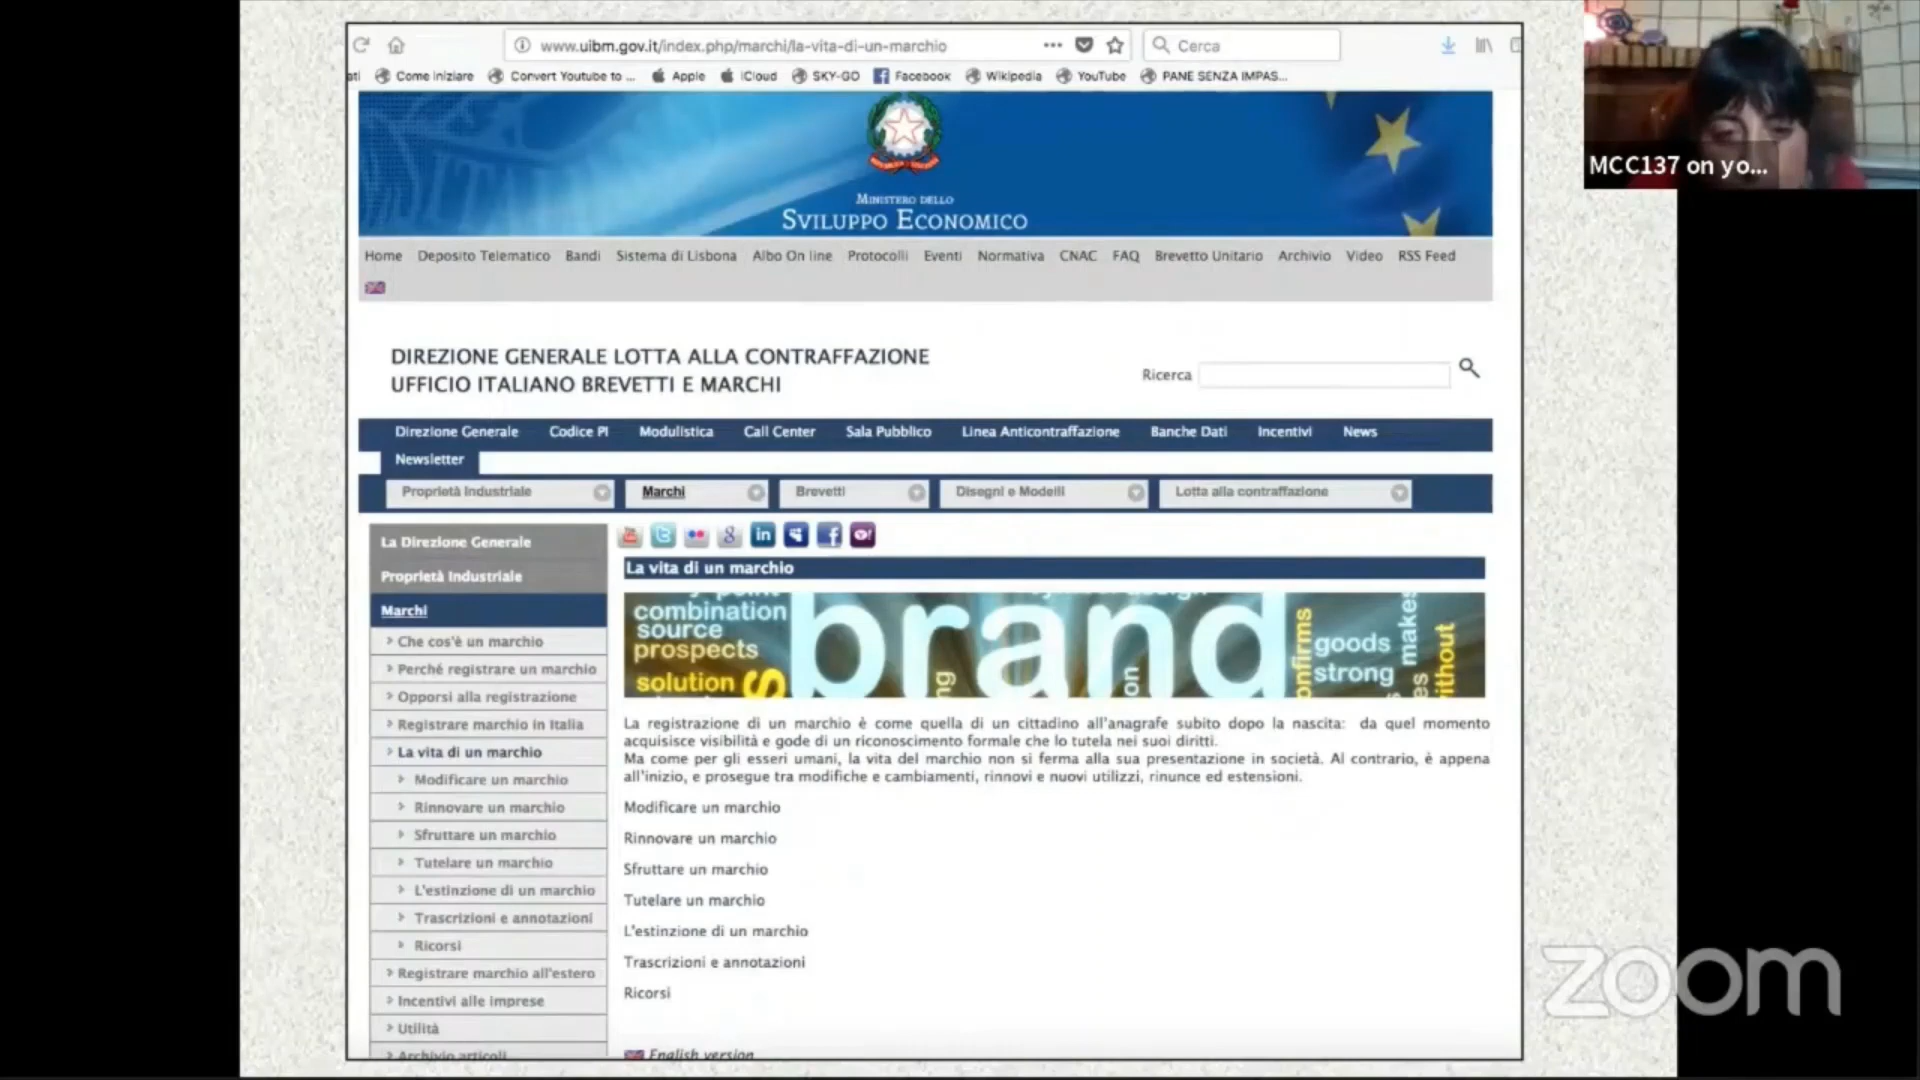 www.uibm.gov.it/index.php/marchi/la-vita-di-un-marchio
Cerca
Come iniziare
Convert Youtube to ...
Apple
iCloud
SKY-GO
Facebook
Wikipedia
YouTube
PANE SENZA IMPAS...
MCC137 on yo...
MINISTERO DELLO
SVILUPPO ECONOMICO
Home Deposito Telematico Bandi Sistema di Lisbona Albo On line Protocolli Eventi Normativa CNAC FAQ Brevetto Unitario Archivio Video RSS Feed
DIREZIONE GENERALE LOTTA ALLA CONTRAFFAZIONE
UFFICIO ITALIANO BREVETTI E MARCHI
Ricerca
Direzione Generale Codice PI Modulistica Call Center Sala Pubblico Linea Anticontraffazione Banche Dati Incentivi News
Newsletter
Proprietà Industriale Marchi Brevetti Disegni e Modelli Lotta alla contraffazione
La Direzione Generale
Proprietà Industriale
Marchi
Che cos'è un marchio
Perché registrare un marchio
Opporsi alla registrazione
Registrare marchio in Italia
La vita di un marchio
Modificare un marchio
Rinnovare un marchio
Sfruttare un marchio
Tutelare un marchio
L'estinzione di un marchio
Trascrizioni e annotazioni
Ricorsi
Registrare marchio all'estero
Incentivi alle imprese
Utilità
Archivio articoli
La vita di un marchio
combination
source
prospects
solution
brand
goods
strong
makes
La registrazione di un marchio è come quella di un cittadino all'anagrafe subito dopo la nascita: da quel momento
acquisisce visibilità e gode di un riconoscimento formale che lo tutela nei suoi diritti.
Ma come per gli esseri umani, la vita del marchio non si ferma alla sua presentazione in società. Al contrario, è appena
all'inizio, e prosegue tra modifiche e cambiamenti, rinnovi e nuovi utilizzi, rinunce ed estensioni.
Modificare un marchio
Rinnovare un marchio
Sfruttare un marchio
Tutelare un marchio
L'estinzione di un marchio
Trascrizioni e annotazioni
Ricorsi
English version
zoom